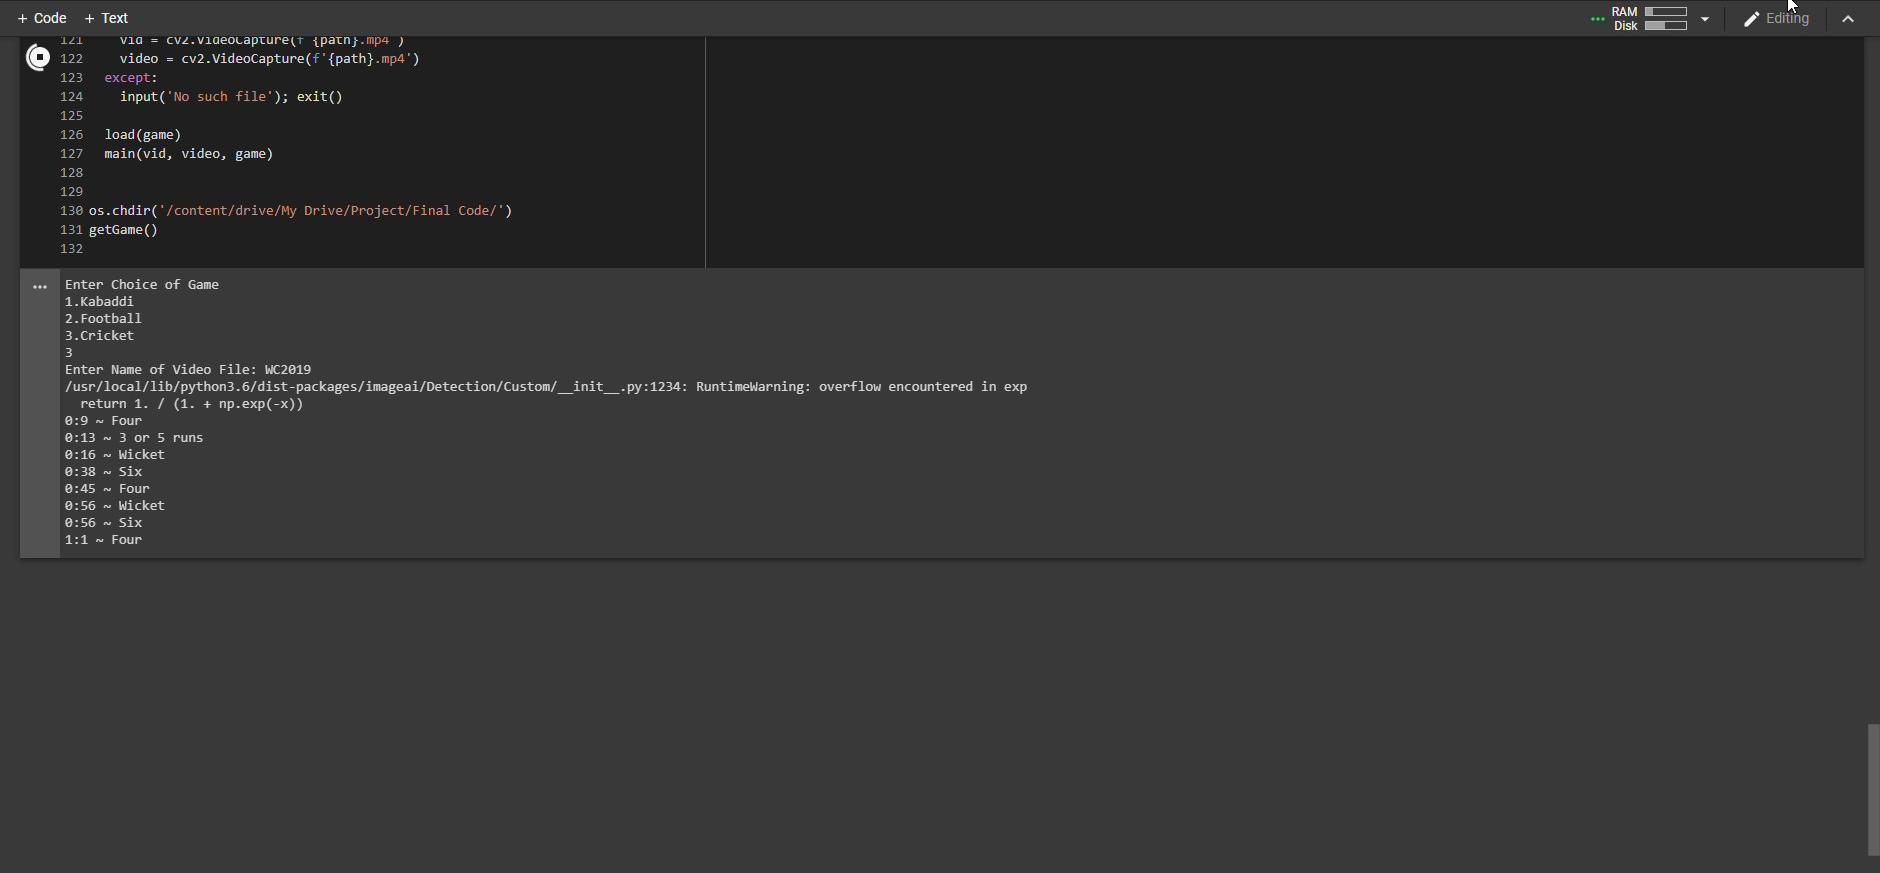 + Code + Text
RAM
Disk
Editing
121 vid = cv2.VideoCapture(f'{path}.mp4')
122 video = cv2.VideoCapture(f'{path}.mp4')
123 except:
124 input('No such file'); exit()
125
126 load(game)
127 main(vid, video, game)
128
129
130 os.chdir('/content/drive/My Drive/Project/Final Code/')
131 getGame()
132
Enter Choice of Game
1.Kabaddi
2.Football
3.Cricket
3
Enter Name of Video File: WC2019
/usr/local/lib/python3.6/dist-packages/imageai/Detection/Custom/__init__.py:1234: RuntimeWarning: overflow encountered in exp
return 1. / (1. + np.exp(-x))
0:9 ~ Four
0:13 ~ 3 or 5 runs
0:16 ~ Wicket
0:38 ~ Six
0:45 ~ Four
0:56 ~ Wicket
0:56 ~ Six
1:1 ~ Four